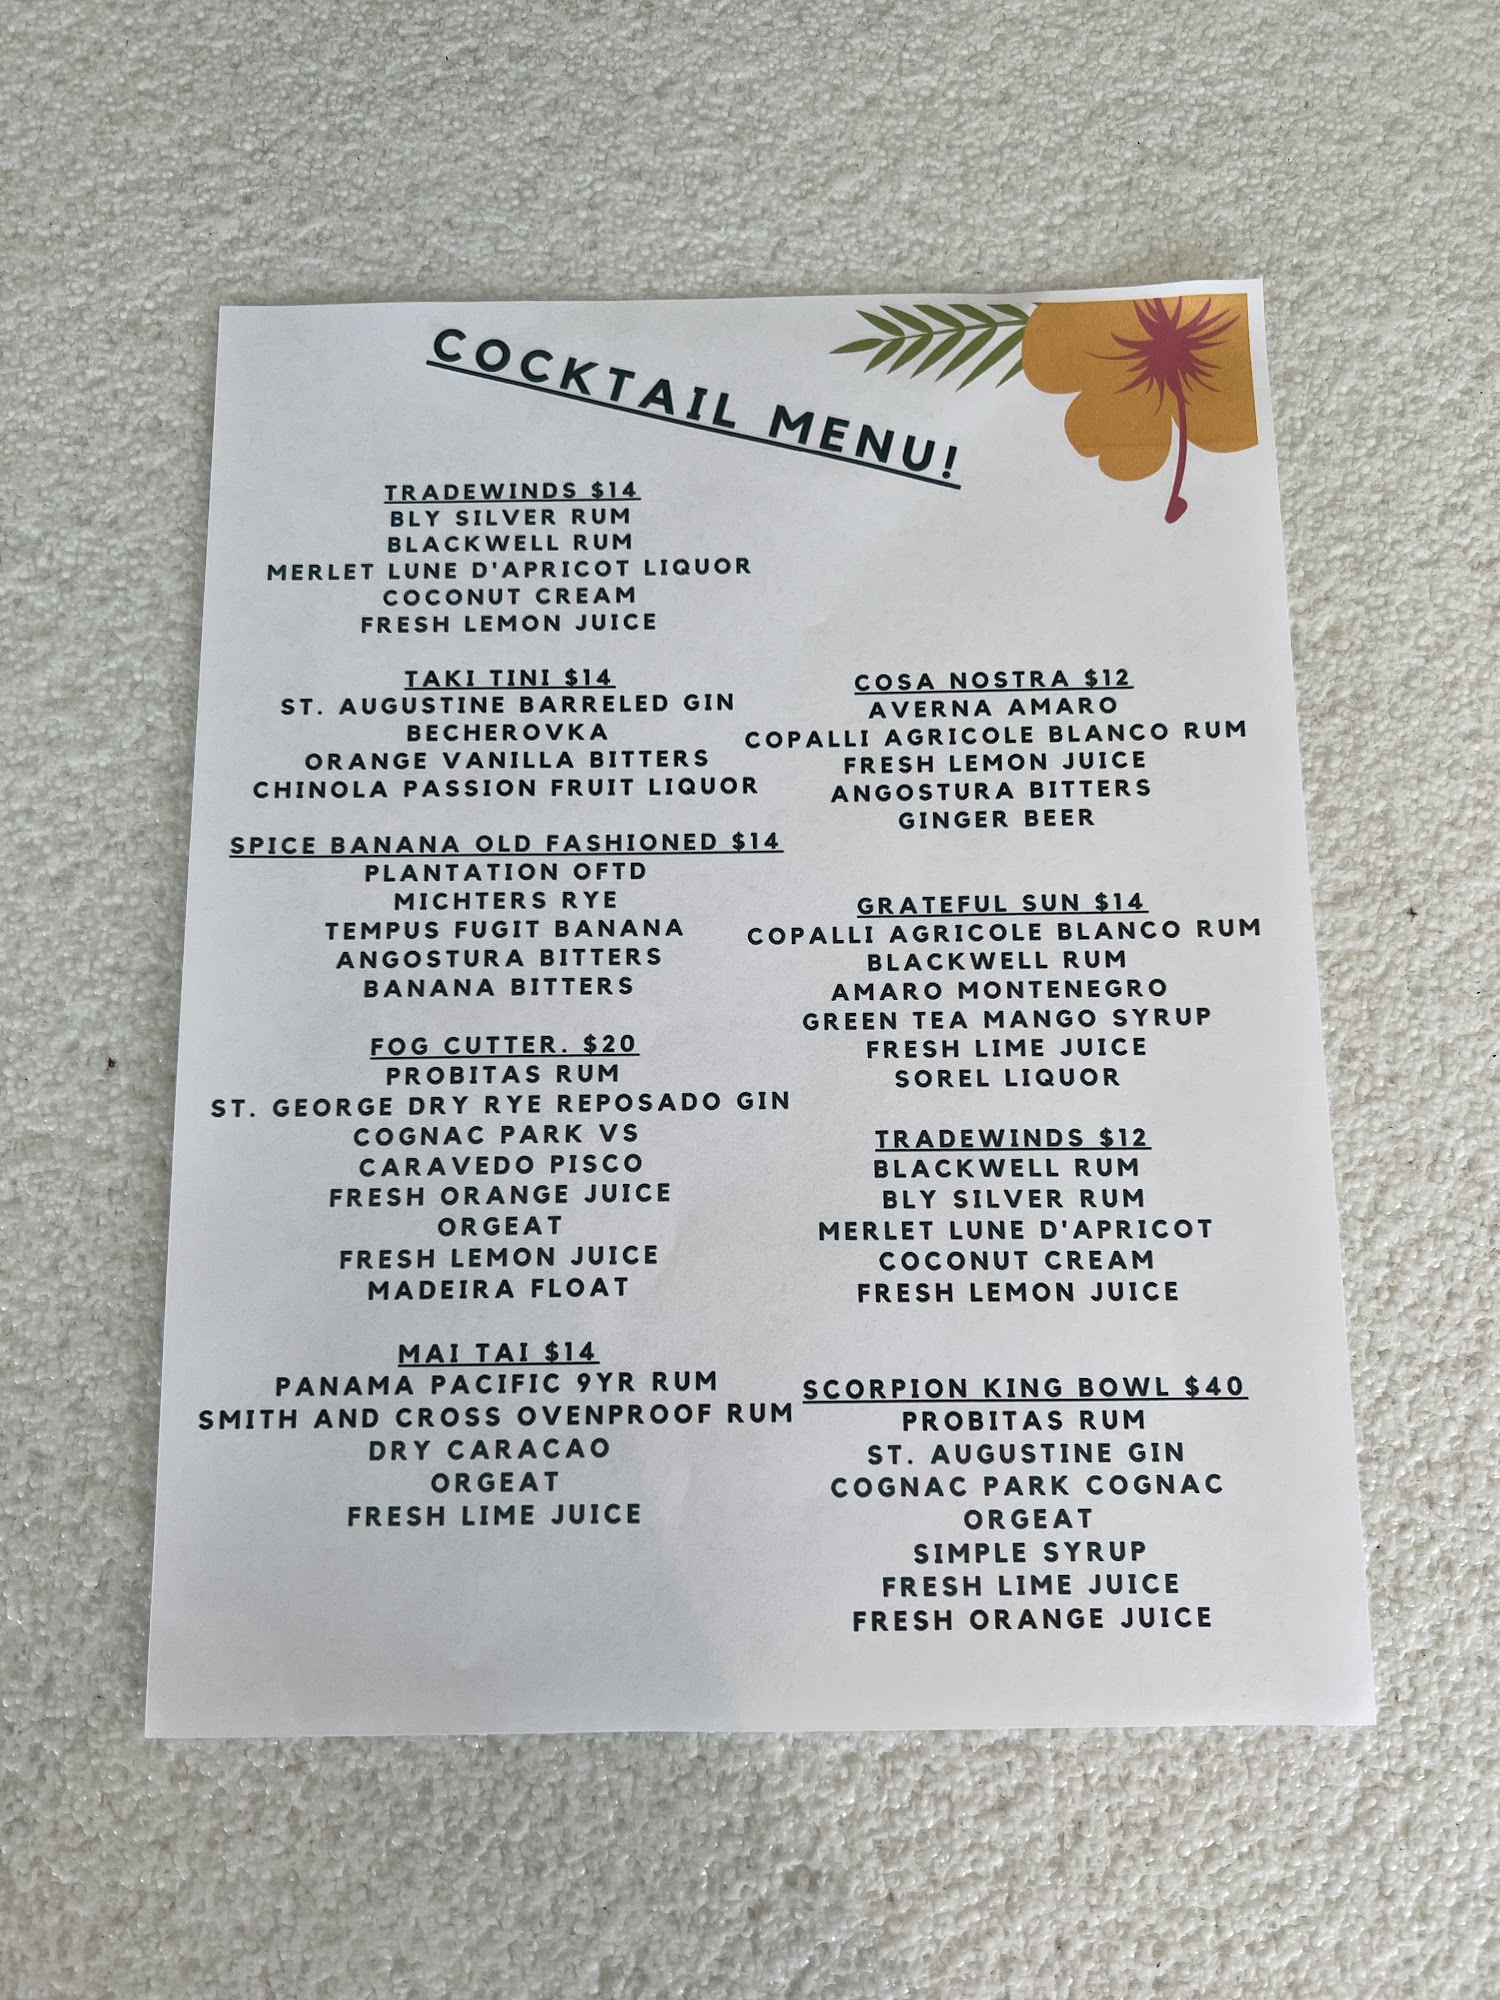 COCKTAIL MENU!
TRADEWINDS $14
BLY SILVER RUM
BLACKWELL RUM
MERLET LUNE D'APRICOT LIQUOR
COCONUT CREAM
FRESH LEMON JUICE
TAKI TINI $14
ST. AUGUSTINE BARRELED GIN
BECHEROVKA
ORANGE VANILLA BITTERS
CHINOLA PASSION FRUIT LIQUOR
SPICE BANANA OLD FASHIONED $14
PLANTATION OFTD
MICHTERS RYE
TEMPUS FUGIT BANANA
ANGOSTURA BITTERS
BANANA BITTERS
FOG CUTTER. $20
PROBITAS RUM
ST. GEORGE DRY RYE REPOSADO GIN
COGNAC PARK VS
CARAVEDO PISCO
FRESH ORANGE JUICE
ORGEAT
FRESH LEMON JUICE
MADEIRA FLOAT
MAI TAI $14
PANAMA PACIFIC 9YR RUM
SMITH AND CROSS OVENPROOF RUM
DRY CARACAO
ORGEAT
FRESH LIME JUICE
COSA NOSTRA $12
AVERNA AMARO
COPALLI AGRICOLE BLANCO RUM
FRESH LEMON JUICE
ANGOSTURA BITTERS
GINGER BEER
GRATEFUL SUN $14
COPALLI AGRICOLE BLANCO RUM
BLACKWELL RUM
AMARO MONTENEGRO
GREEN TEA MANGO SYRUP
FRESH LIME JUICE
SOREL LIQUOR
TRADEWINDS $12
BLACKWELL RUM
BLY SILVER RUM
MERLET LUNE D'APRICOT
COCONUT CREAM
FRESH LEMON JUICE
SCORPION KING BOWL $40
PROBITAS RUM
ST. AUGUSTINE GIN
COGNAC PARK COGNAC
ORGEAT
SIMPLE SYRUP
FRESH LIME JUICE
FRESH ORANGE JUICE